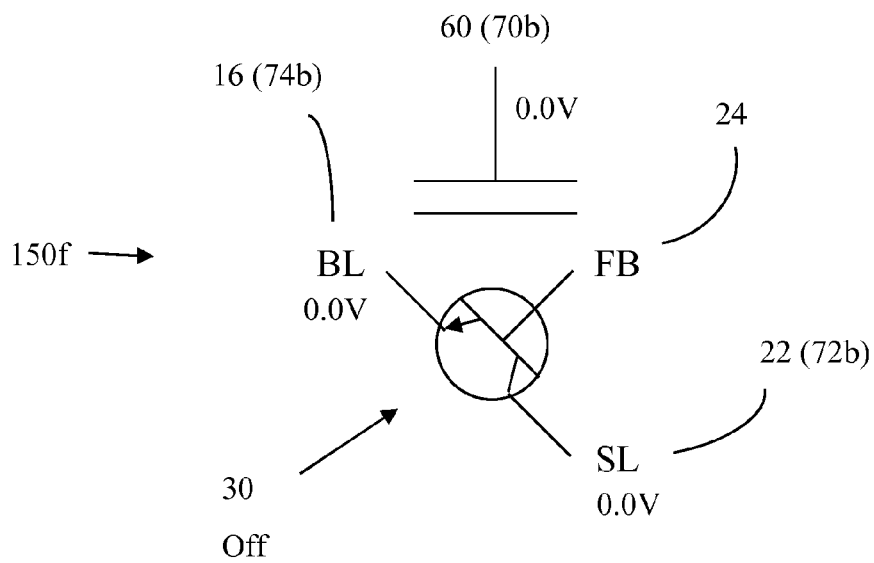 60 (70b)
16 (74b)
0.0V
24
150f
BL
FB
0.0V
22 (72b)
SL
30
0.0V
Off